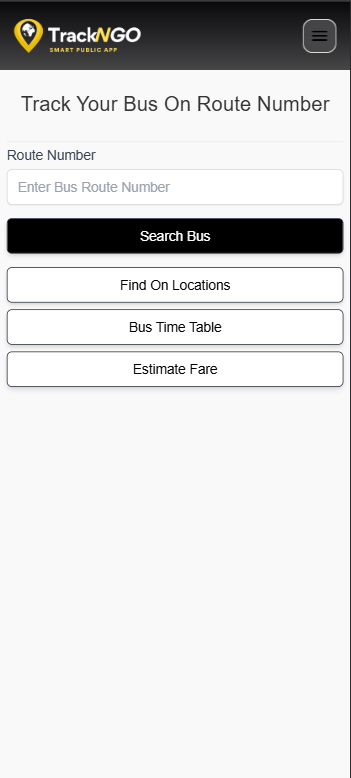 TrackNGO
SMART PUBLIC APP
Track Your Bus On Route Number
Route Number
Enter Bus Route Number
Search Bus
Find On Locations
Bus Time Table
Estimate Fare